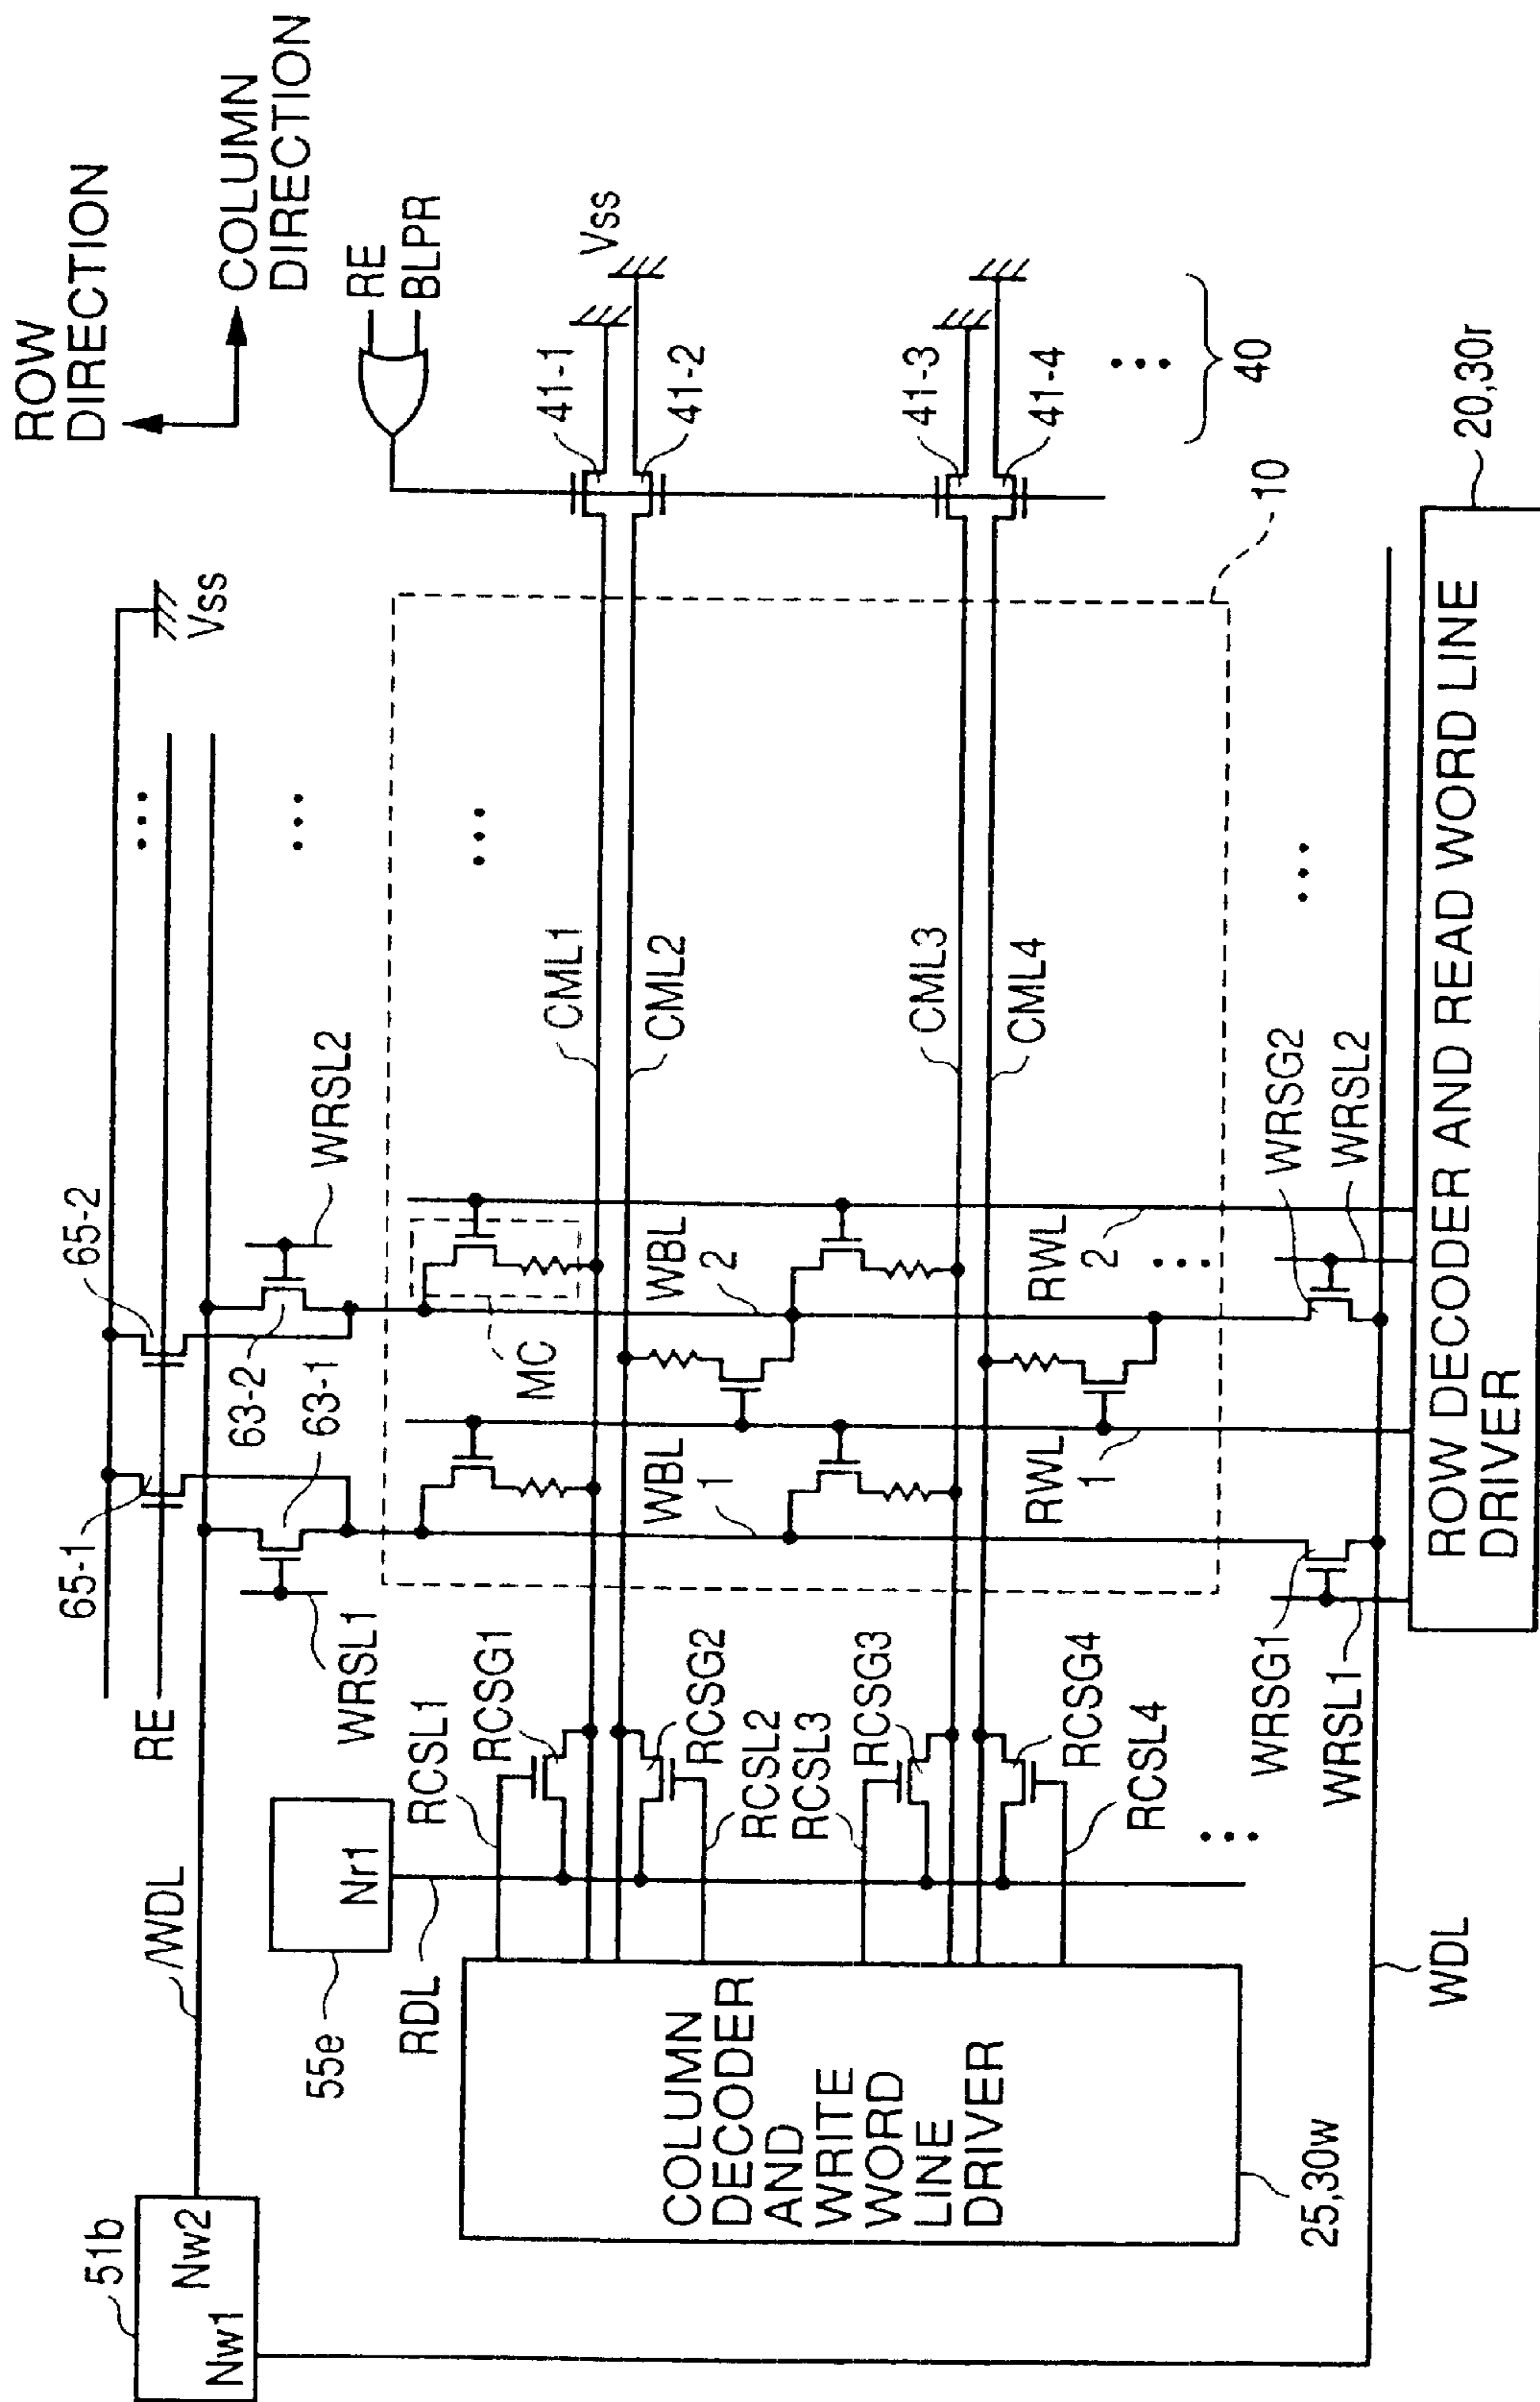 ROW
DIRECTION
COLUMN
DIRECTION
RE
BLPR
Vss
41-1
41-2
41-3
41-4
40
10
20,30r
Vss
CML1
CML2
CML3
CML4
65-2
WRSL2
63-2
63-1
65-1
WRSL1
RE
/WDL
MC
WBL
2
WBL
1
RWL
2
RWL
1
WRSG2
WRSL2
WRSG1
WRSL1
ROW DECODER AND READ WORD LINE
DRIVER
RCSL1
RCSG1
RCSG2
RCSL2
RCSL3
RCSG3
RCSG4
RCSL4
Nr1
55e
RDL
COLUMN
DECODER
AND
WRITE
WORD
LINE
DRIVER
25,30w
WDL
51b
Nw2
Nw1